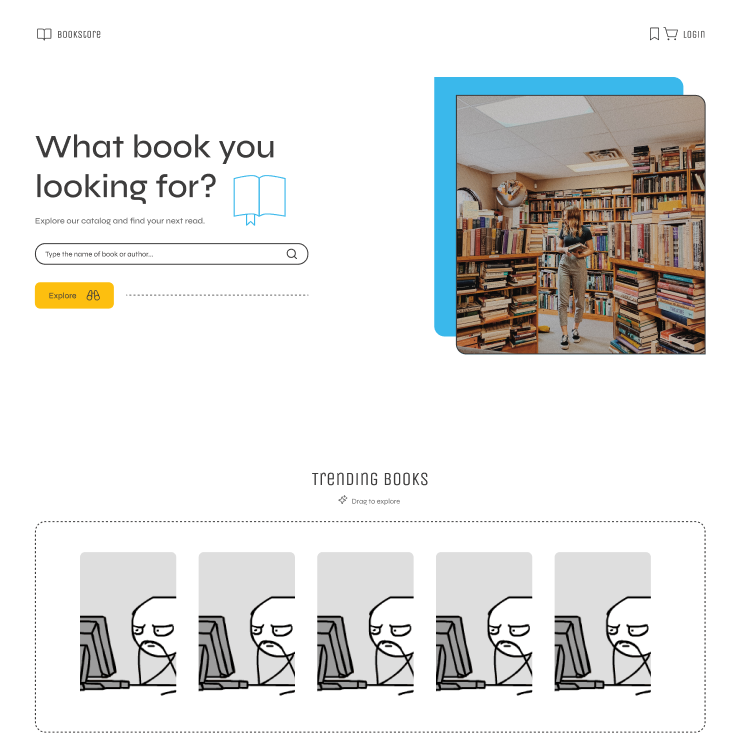 Bookstore
LOGIN
What book you
looking for?
Explore our catalog and find your next read.
Type the name of book or author...
Explore
Trending Books
Drag to explore